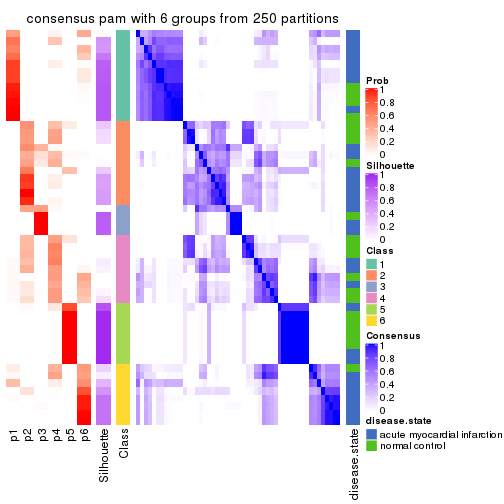 consensus pam with 6 groups from 250 partitions
Prob
1
0.8
0.6
0.4
0.2
0
Silhouette
1
0.8
0.6
0.4
0.2
0
Class
1
2
3
4
5
6
Consensus
1
0.8
0.6
0.4
0.2
0
disease.state
acute myocardial infarction
normal control
p1
p2
p3
p4
p5
p6
Silhouette
Class
disease.state